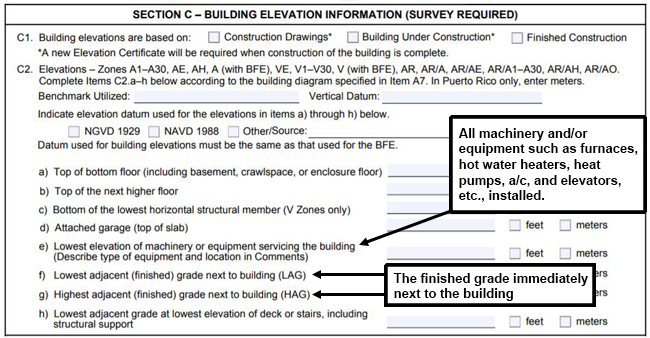 SECTION C – BUILDING ELEVATION INFORMATION (SURVEY REQUIRED)
C1. Building elevations are based on: Construction Drawings* Building Under Construction* Finished Construction
*A new Elevation Certificate will be required when construction of the building is complete.
C2. Elevations – Zones A1–A30, AE, AH, A (with BFE), VE, V1–V30, V (with BFE), AR, AR/A, AR/AE, AR/A1–A30, AR/AH, AR/AO.
Complete Items C2.a–h below according to the building diagram specified in Item A7. In Puerto Rico only, enter meters.
Benchmark Utilized: Vertical Datum:
Indicate elevation datum used for the elevations in items a) through h) below.
NGVD 1929 NAVD 1988 Other/Source:
Datum used for building elevations must be the same as that used for the BFE.
All machinery and/or
equipment such as furnaces,
hot water heaters, heat
pumps, a/c, and elevators,
etc., installed.
a) Top of bottom floor (including basement, crawlspace, or enclosure floor)
b) Top of the next higher floor
c) Bottom of the lowest horizontal structural member (V Zones only)
d) Attached garage (top of slab) feet meters
e) Lowest elevation of machinery or equipment servicing the building
(Describe type of equipment and location in Comments) feet meters
f) Lowest adjacent (finished) grade next to building (LAG)
g) Highest adjacent (finished) grade next to building (HAG)
The finished grade immediately
next to the building
h) Lowest adjacent grade at lowest elevation of deck or stairs, including
structural support feet meters